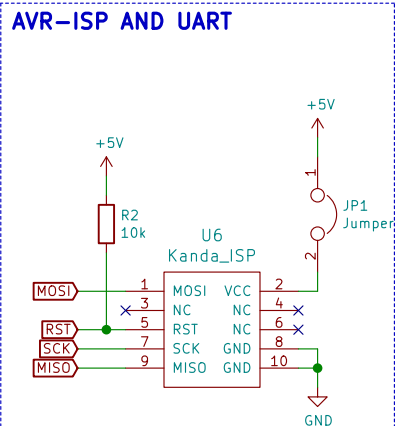 AVR-ISP AND UART
+5V
+5V
1
JP1
Jumper
2
R2
10k
U6
Kanda_ISP
MOSI 1 MOSI VCC 2
3 NC NC 4
RST 5 RST NC 6
SCK 7 SCK GND 8
MISO 9 MISO GND 10
GND